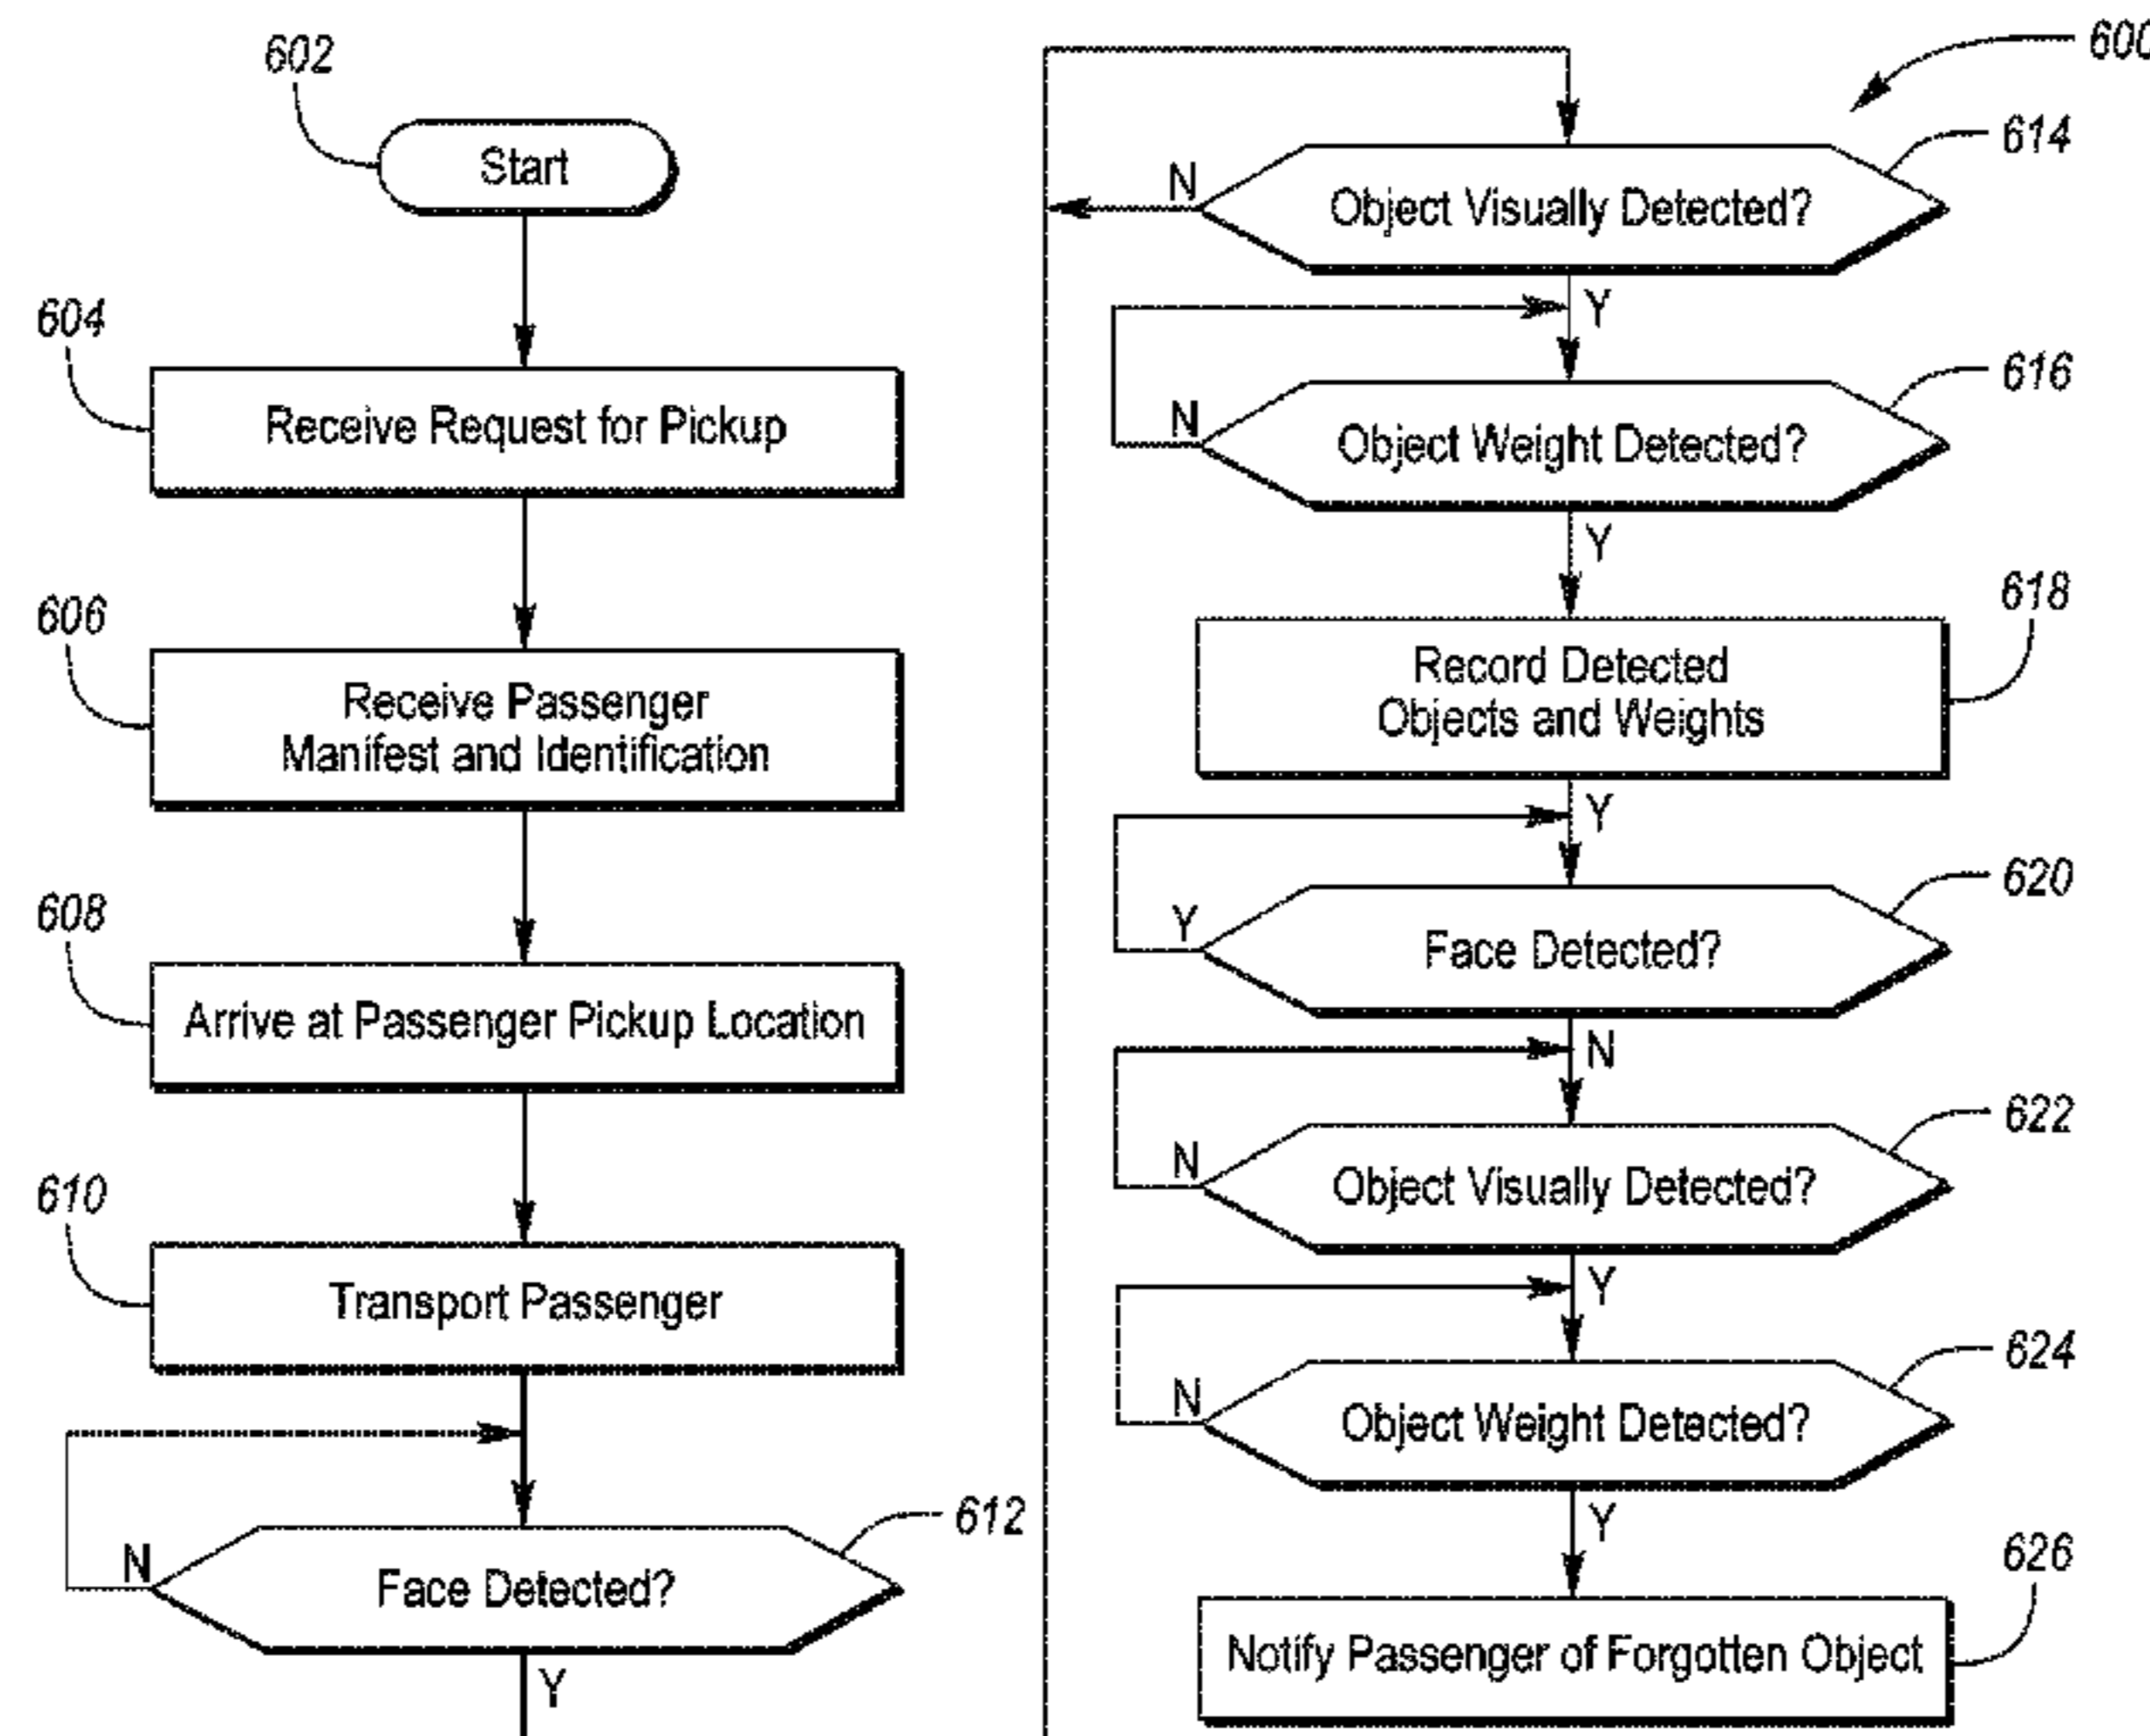 602
Start
604
Receive Request for Pickup
606
Receive Passenger
Manifest and Identification
608
Arrive at Passenger Pickup Location
610
Transport Passenger
612
N
Face Detected?
Y
600
614
N
Object Visually Detected?
Y
616
N
Object Weight Detected?
Y
618
Record Detected
Objects and Weights
Y
620
Y
Face Detected?
N
622
N
Object Visually Detected?
Y
624
N
Object Weight Detected?
Y
626
Notify Passenger of Forgotten Object